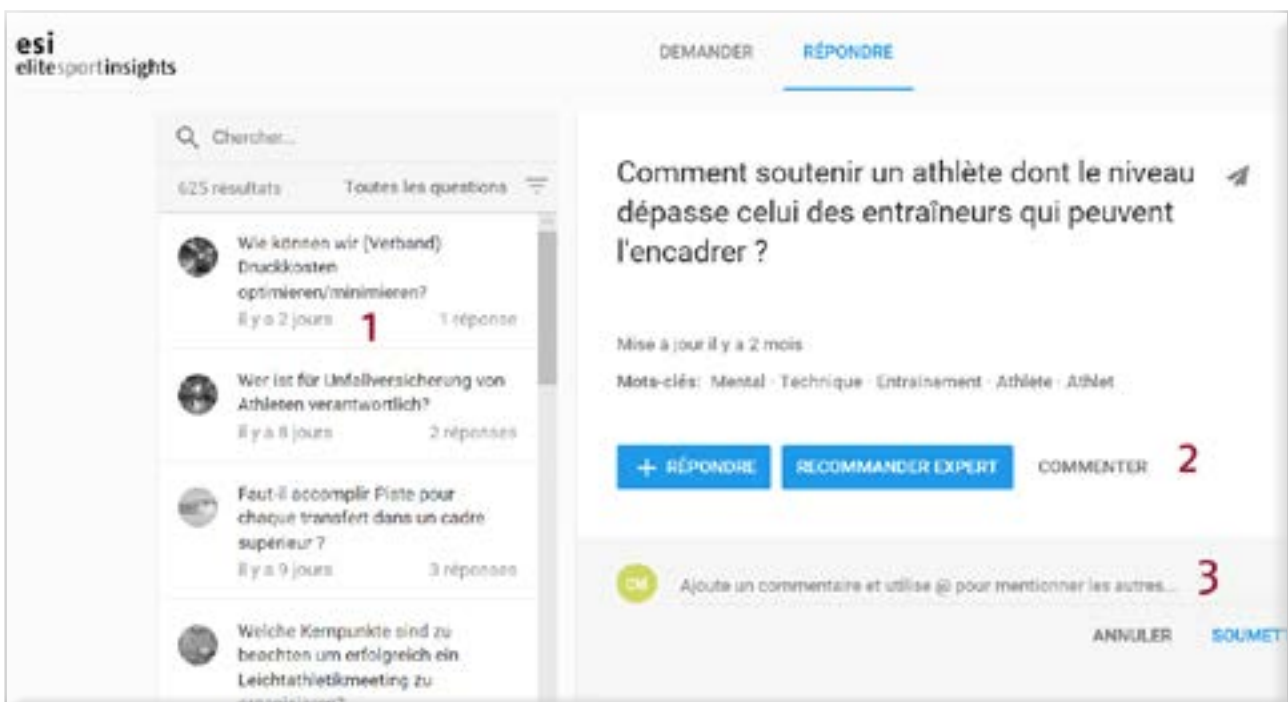 esi
elitesportinsights
DEMANDER RÉPONDRE
Chercher...
625 résultats Toutes les questions
Wie können wir (Verband)
Druckkosten
optimieren/minimieren?
il y a 2 jours 1 réponse
1
Wer ist für Unfallversicherung von
Athleten verantwortlich?
il y a 8 jours 2 réponses
Faut-il accomplir Piste pour
chaque transfert dans un cadre
supérieur ?
il y a 9 jours 3 réponses
Welche Kernpunkte sind zu
beachten um erfolgreich ein
Leichtathletikmeeting zu
Comment soutenir un athlète dont le niveau
dépasse celui des entraîneurs qui peuvent
l'encadrer ?
Mise à jour il y a 2 mois
Mots-clés: Mental · Technique · Entrainement · Athlète · Athlet
+ RÉPONDRE RECOMMANDER EXPERT COMMENTER 2
CM Ajoute un commentaire et utilise @ pour mentionner les autres... 3
ANNULER SOUMET